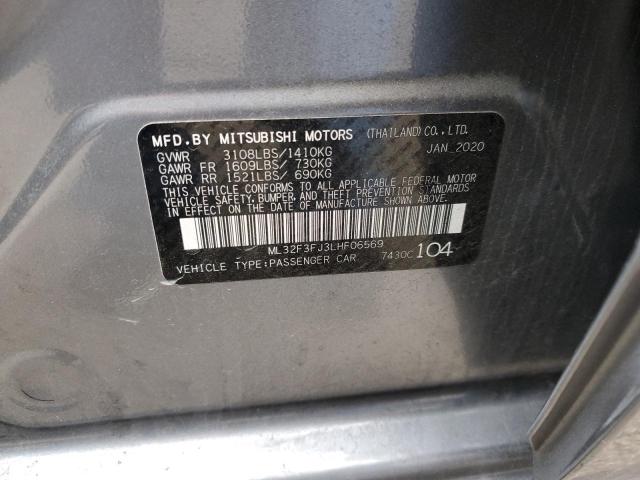 MFD.BY MITSUBISHI MOTORS (THAILAND) CO., LTD.
GVWR 3108LBS/1410KG JAN 2020
GAWR FR 1609LBS/ 730KG
GAWR RR 1521LBS/ 690KG
THIS VEHICLE CONFORMS TO ALL APPLICABLE FEDERAL MOTOR
VEHICLE SAFETY, BUMPER, AND THEFT PREVENTION STANDARDS
IN EFFECT ON THE DATE OF MANUFACTURE SHOWN ABOVE.
ML32F3FJ3LHF06569
VEHICLE TYPE:PASSENGER CAR 7430C 104